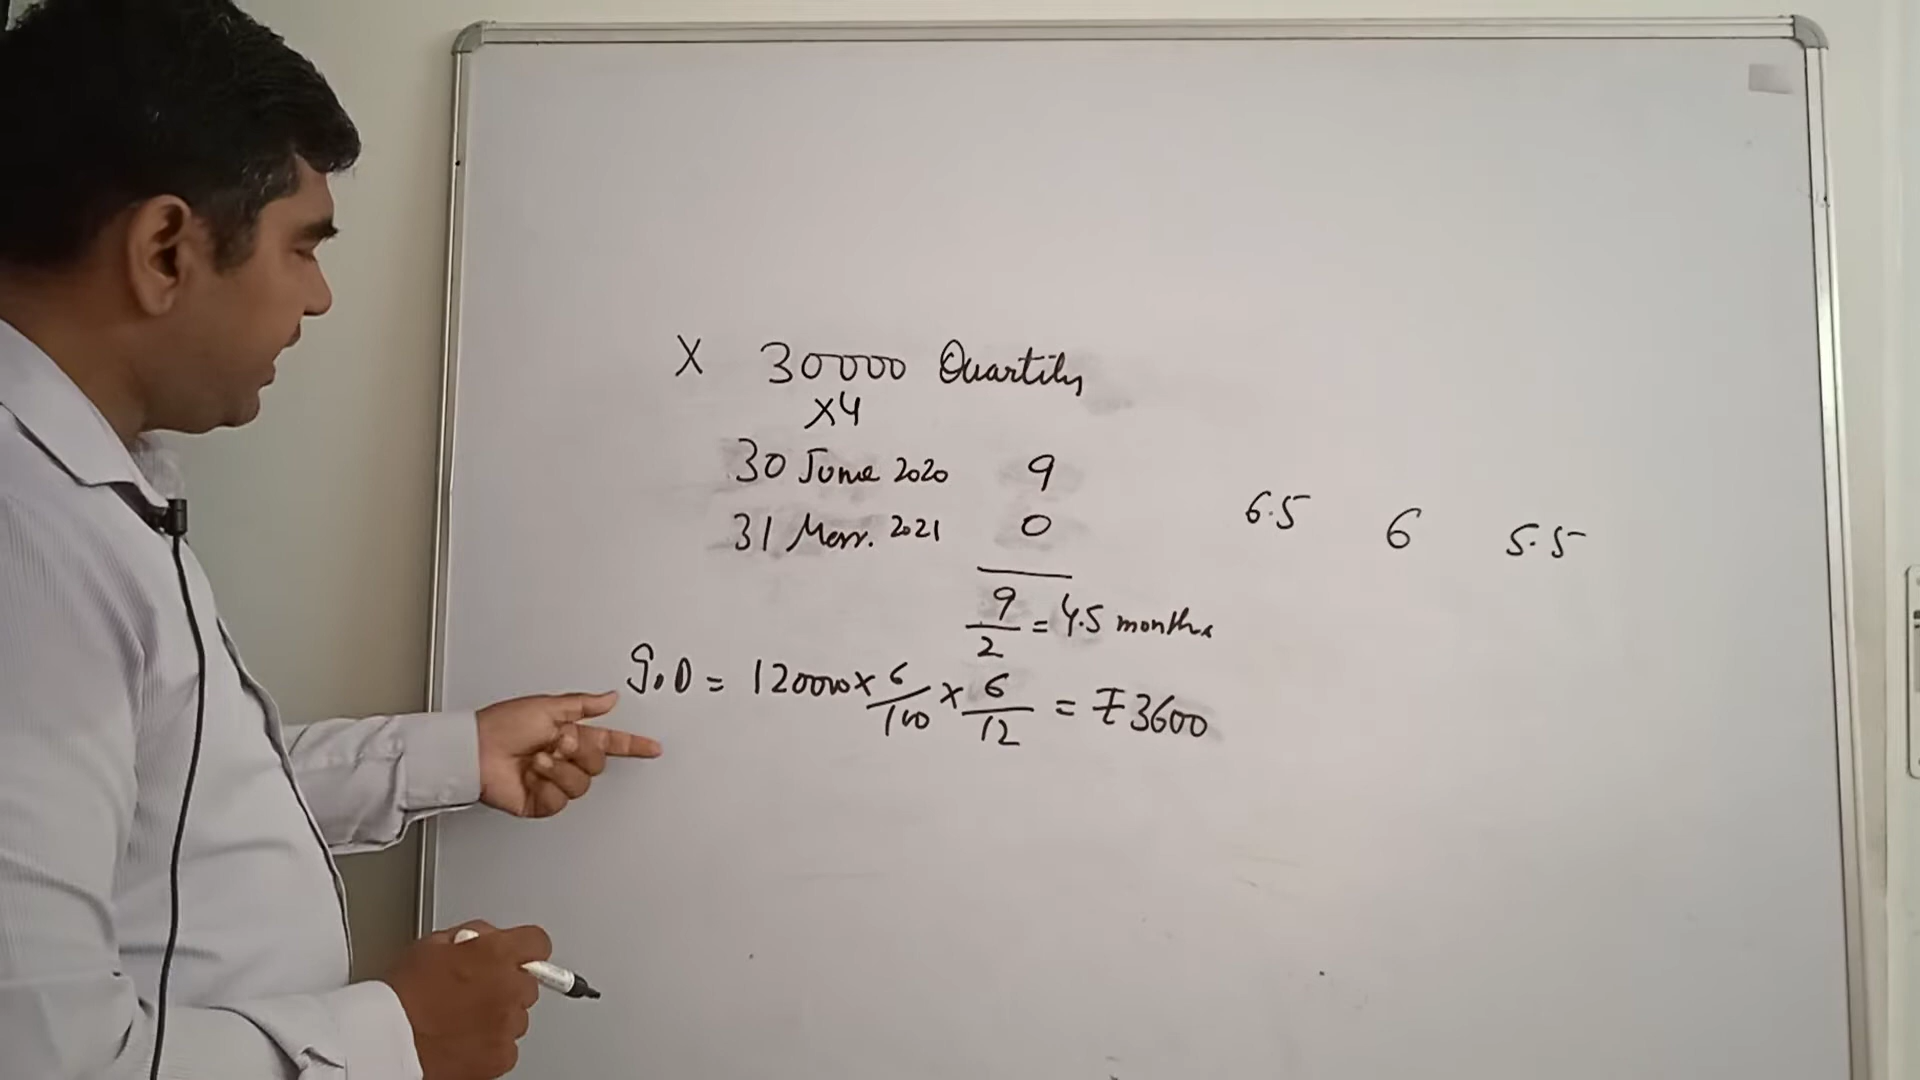 X 30000 Quartily
X4
30 June 2020 9
31 Marr. 2021 0
6.5 6 5.5
9/2 = 4.5 months
I.O.D = 120000 x 6/100 x 6/12 = ₹3600